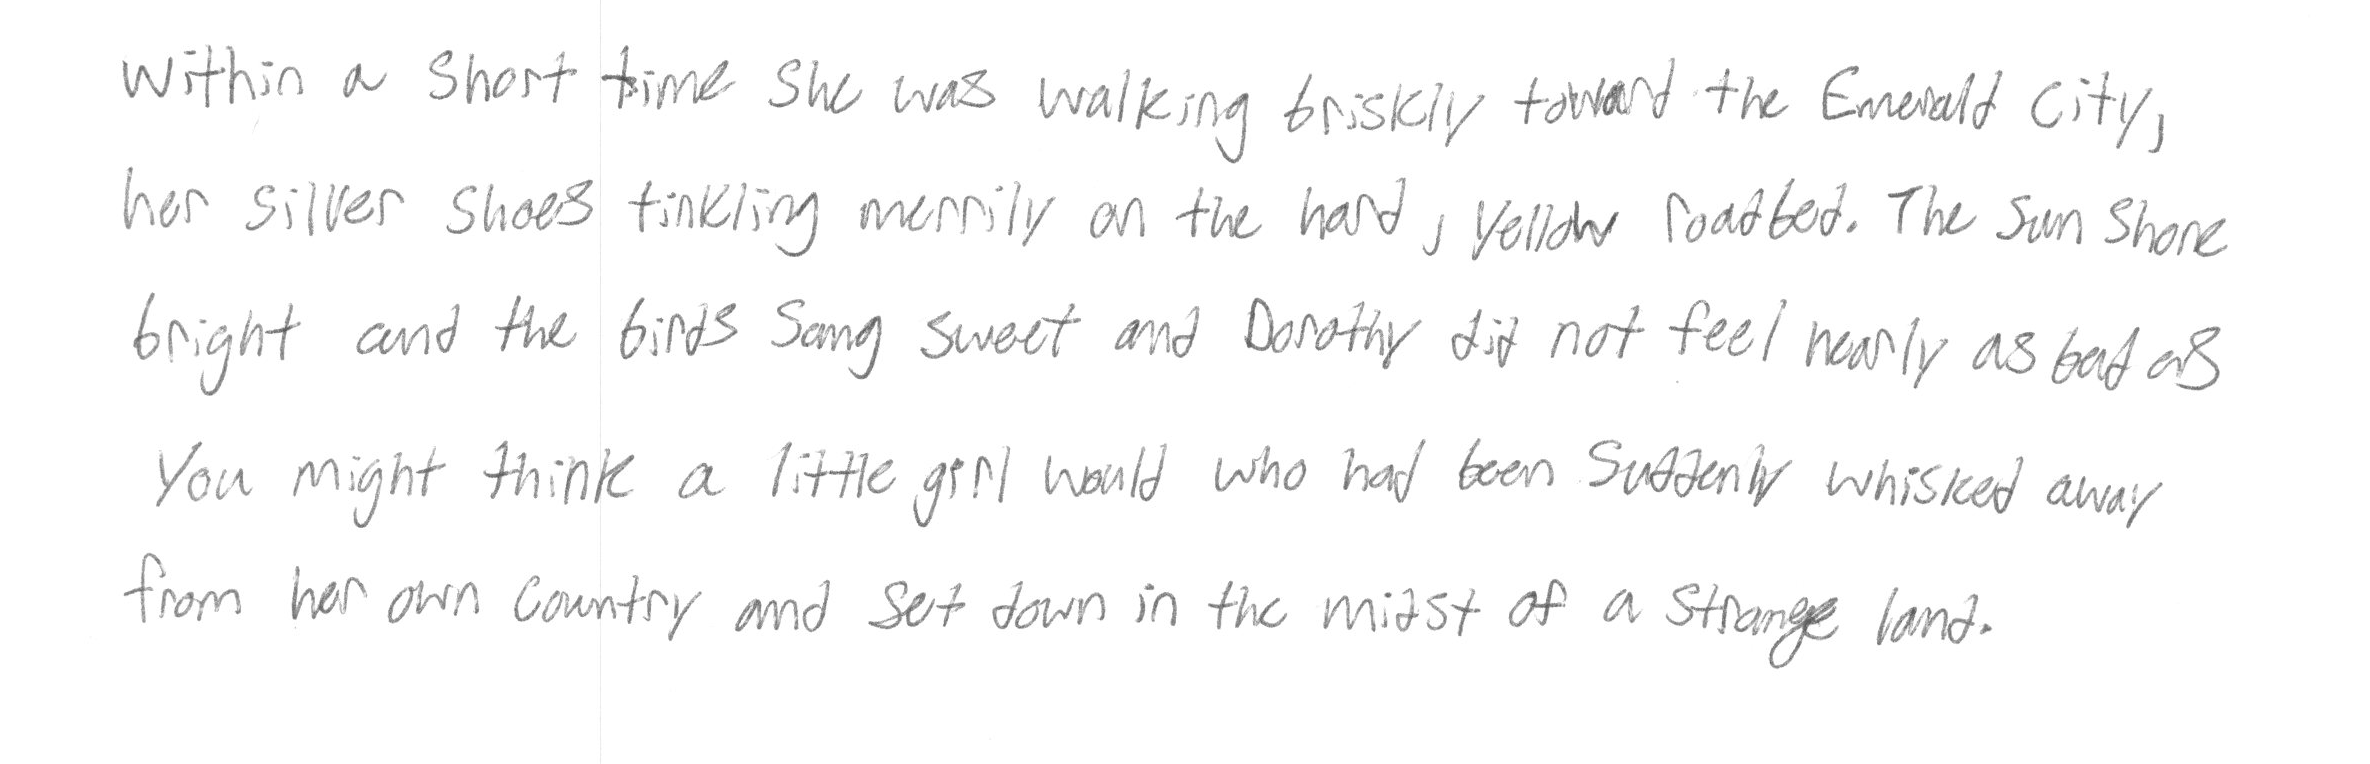 Within a short time she was walking briskly toward the Emerald City,
her silver shoes tinkling merrily on the hard, yellow roadbed. The sun shone
bright and the birds sang sweet and Dorothy did not feel nearly as bad as
you might think a little girl would who had been suddenly whisked away
from her own country and set down in the midst of a strange land.